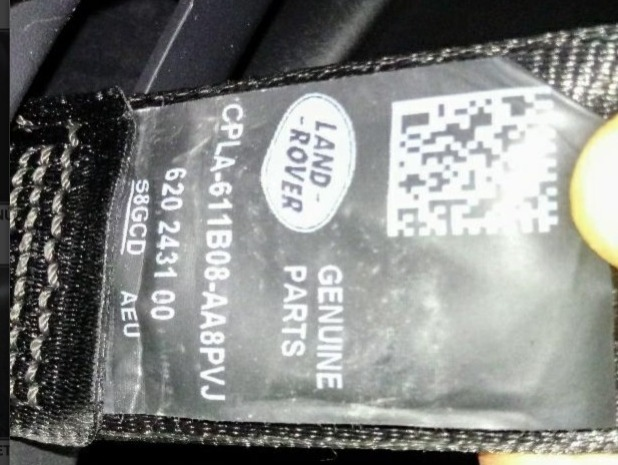 LAND-
-ROVER
GENUINE
PARTS
CPLA-611B08-AA8PVJ
620 2431 00
S8GCD AEU